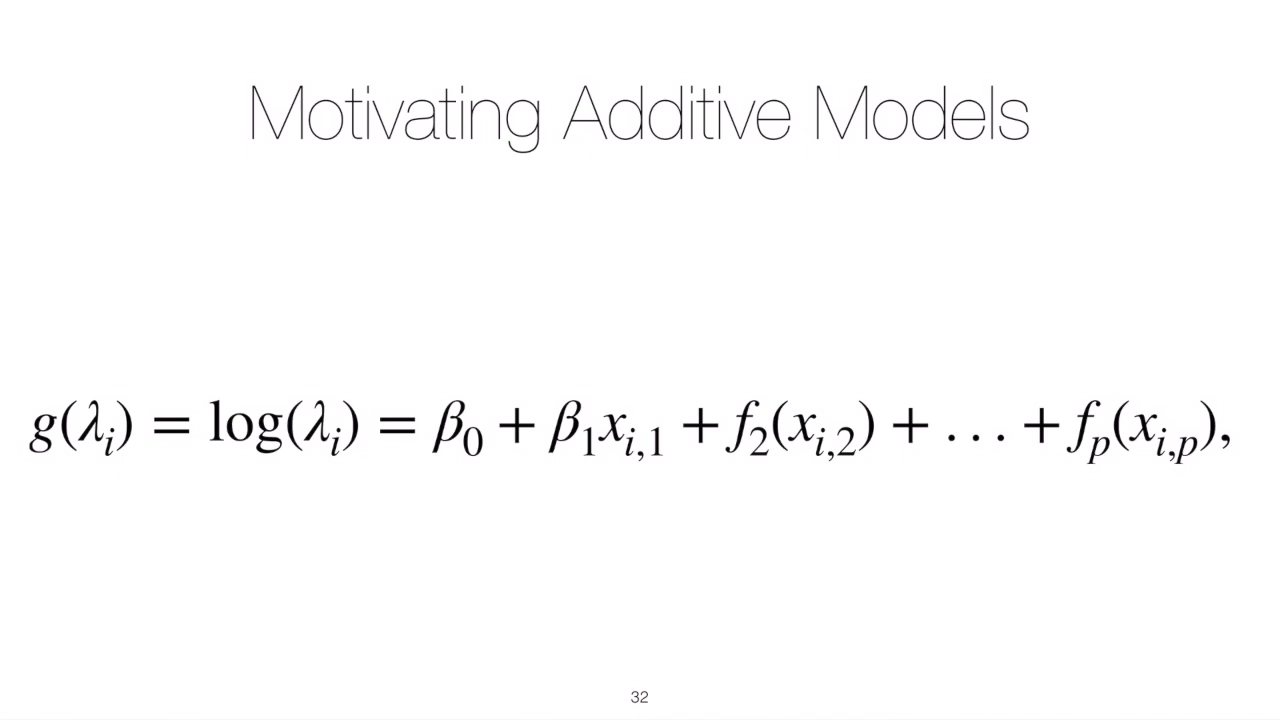 Motivating Additive Models
g(λᵢ) = log(λᵢ) = β₀ + β₁xᵢ,₁ + f₂(xᵢ,₂) + . . . + fₚ(xᵢ,ₚ),
32